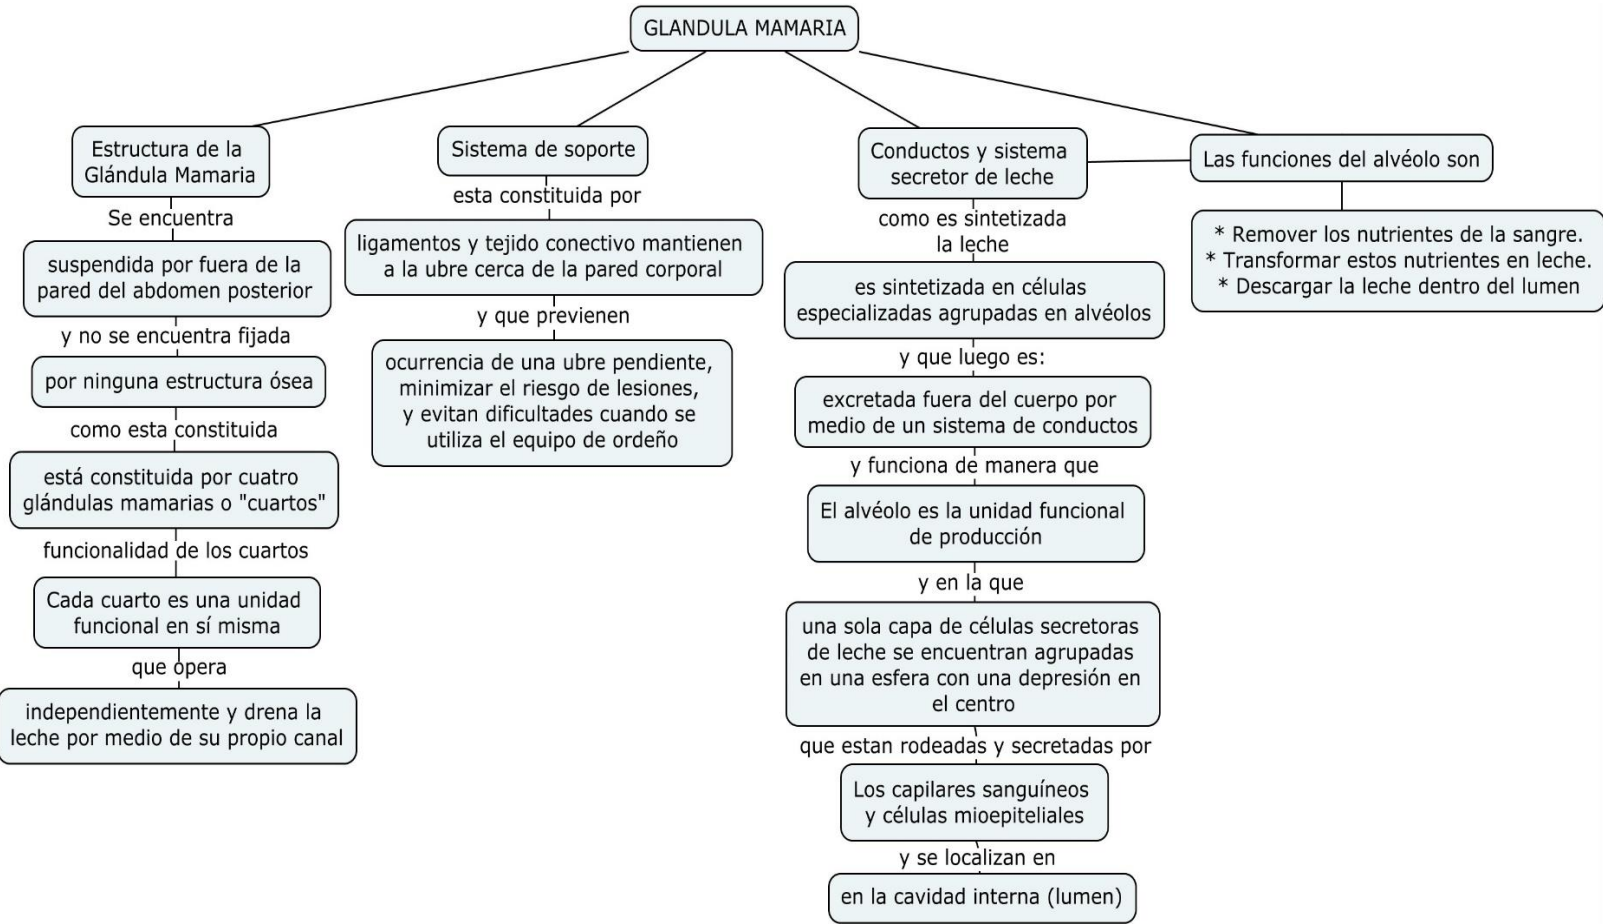 GLANDULA MAMARIA
Estructura de la
Glándula Mamaria
Se encuentra
suspendida por fuera de la
pared del abdomen posterior
y no se encuentra fijada
por ninguna estructura ósea
como esta constituida
está constituida por cuatro
glándulas mamarias o "cuartos"
funcionalidad de los cuartos
Cada cuarto es una unidad
funcional en sí misma
que opera
independientemente y drena la
leche por medio de su propio canal
Sistema de soporte
esta constituida por
ligamentos y tejido conectivo mantienen
a la ubre cerca de la pared corporal
y que previenen
ocurrencia de una ubre pendiente,
minimizar el riesgo de lesiones,
y evitan dificultades cuando se
utiliza el equipo de ordeño
Conductos y sistema
secretor de leche
como es sintetizada
la leche
es sintetizada en células
especializadas agrupadas en alvéolos
y que luego es:
excretada fuera del cuerpo por
medio de un sistema de conductos
y funciona de manera que
El alvéolo es la unidad funcional
de producción
y en la que
una sola capa de células secretoras
de leche se encuentran agrupadas
en una esfera con una depresión en
el centro
que estan rodeadas y secretadas por
Los capilares sanguíneos
y células mioepiteliales
y se localizan en
en la cavidad interna (lumen)
Las funciones del alvéolo son
* Remover los nutrientes de la sangre.
* Transformar estos nutrientes en leche.
* Descargar la leche dentro del lumen